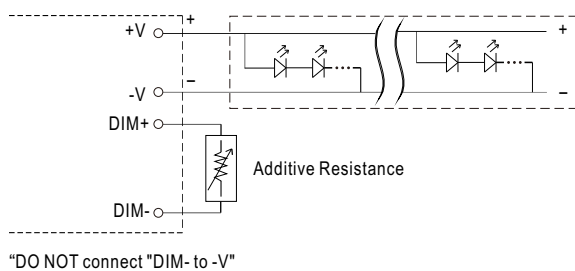 +V
+
+
-V
–
–
DIM+
Additive Resistance
DIM-
“DO NOT connect "DIM- to -V"